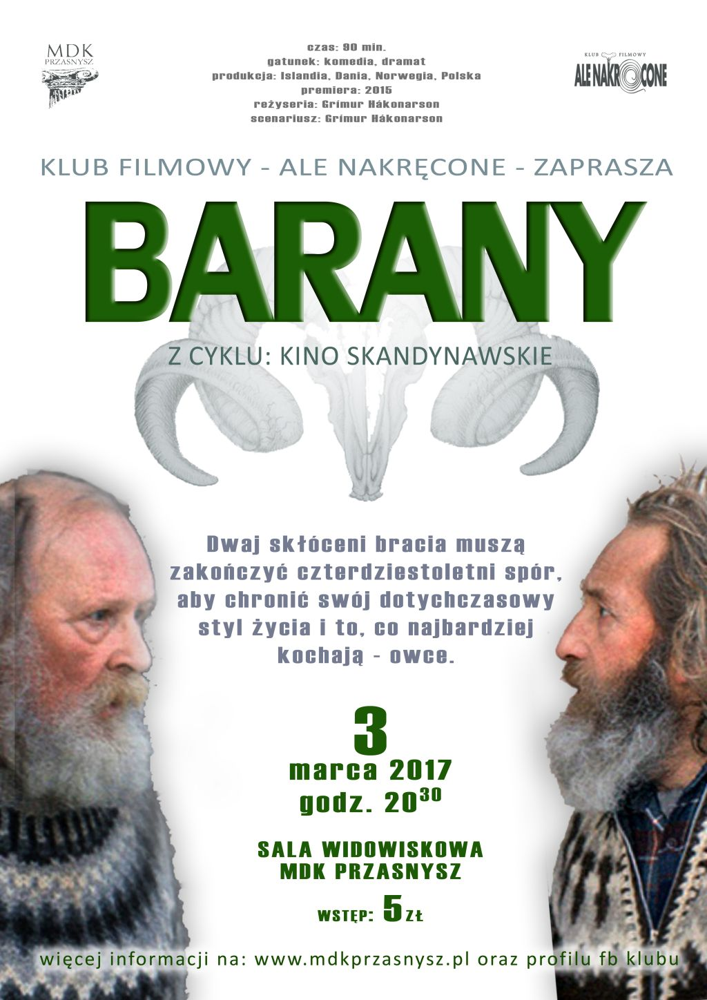 MDK
PRZASNYSZ
czas: 90 min.
gatunek: komedia, dramat
produkcja: Islandia, Dania, Norwegia, Polska
premiera: 2015
reżyseria: Grímur Hákonarson
scenariusz: Grímur Hákonarson
KLUB FILMOWY
ALE NAKRĘCONE
KLUB FILMOWY - ALE NAKRĘCONE - ZAPRASZA
BARANY
Z CYKLU: KINO SKANDYNAWSKIE
Dwaj skłóceni bracia muszą
zakończyć czterdziestoletni spór,
aby chronić swój dotychczasowy
styl życia i to, co najbardziej
kochają - owce.
3
marca 2017
godz. 20³⁰
SALA WIDOWISKOWA
MDK PRZASNYSZ
WSTĘP: 5 ZŁ
więcej informacji na: www.mdkprzasnysz.pl oraz profilu fb klubu